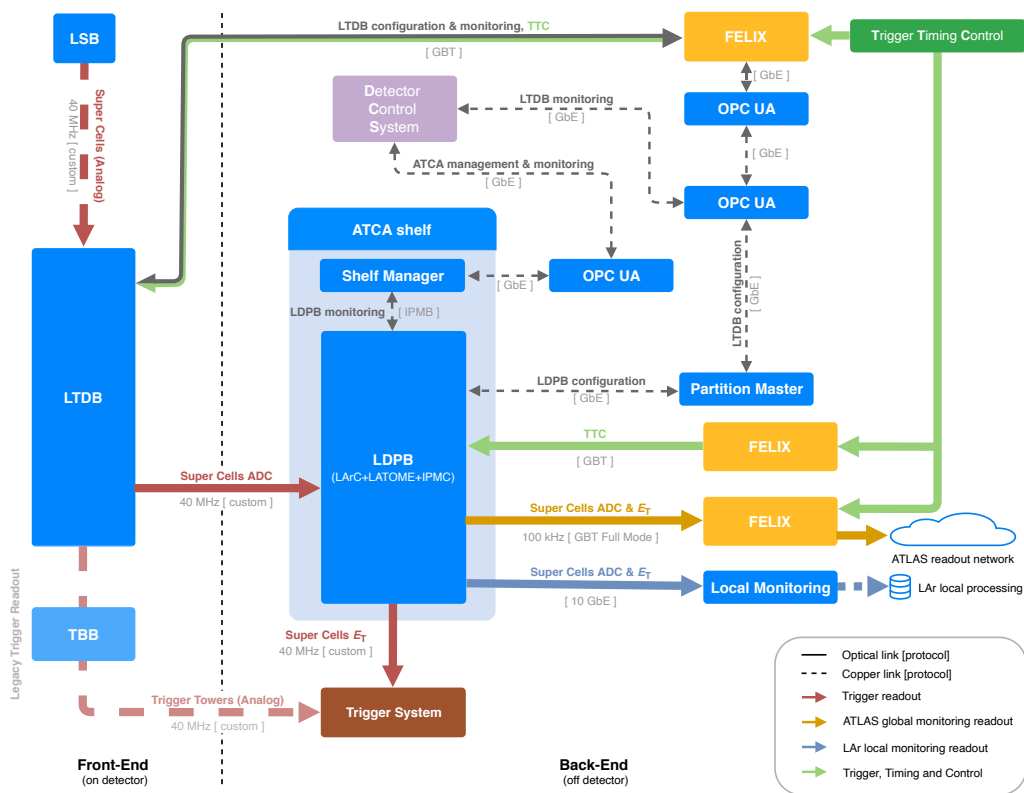 LSB
LTDB configuration & monitoring, TTC
[ GBT ]
FELIX
Trigger Timing Control
[ GbE ]
Super Cells (Analog)
40 MHz [ custom ]
Detector
Control
System
LTDB monitoring
[ GbE ]
OPC UA
[ GbE ]
ATCA management & monitoring
[ GbE ]
OPC UA
ATCA shelf
Shelf Manager
[ GbE ]
OPC UA
LTDB configuration
[ GbE ]
LDPB monitoring
[ IPMB ]
LTDB
LDPB configuration
[ GbE ]
Partition Master
TTC
[ GBT ]
FELIX
LDPB
(LArC+LATOME+IPMC)
Super Cells ADC
40 MHz [ custom ]
Super Cells ADC & ET
100 kHz [ GBT Full Mode ]
FELIX
ATLAS readout network
Super Cells ADC & ET
[ 10 GbE ]
Local Monitoring
LAr local processing
Legacy Trigger Readout
TBB
Super Cells ET
40 MHz [ custom ]
Trigger Towers (Analog)
40 MHz [ custom ]
Trigger System
Optical link [protocol]
Copper link [protocol]
Trigger readout
ATLAS global monitoring readout
LAr local monitoring readout
Trigger, Timing and Control
Front-End
(on detector)
Back-End
(off detector)